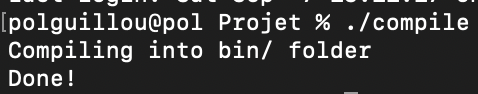 [polguillou@pol Projet % ./compile
Compiling into bin/ folder
Done!